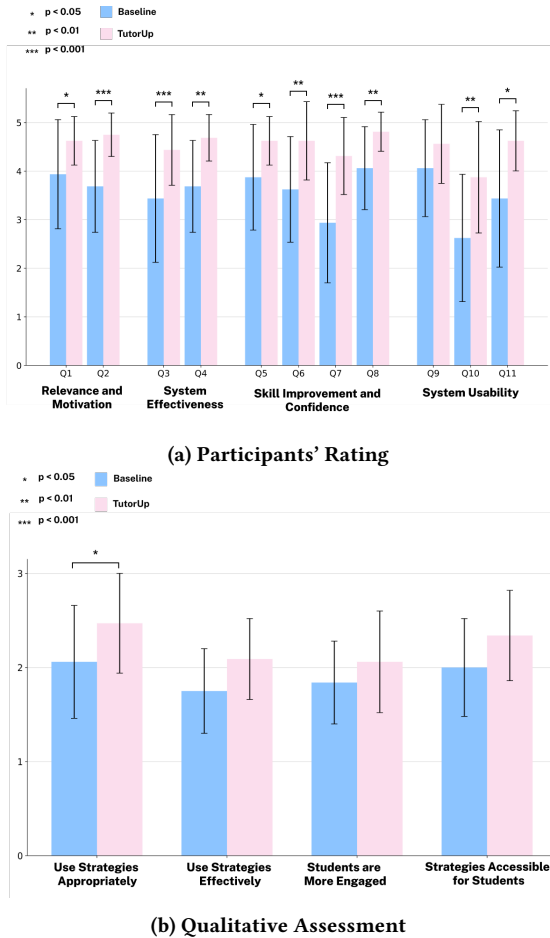 * p < 0.05 Baseline
** p < 0.01 TutorUp
*** p < 0.001
* *** *** ** * ** *** ** ** *
5
4
3
2
1
0
Q1 Q2 Q3 Q4 Q5 Q6 Q7 Q8 Q9 Q10 Q11
Relevance and System Skill Improvement and System Usability
Motivation Effectiveness Confidence
(a) Participants' Rating
* p < 0.05 Baseline
** p < 0.01 TutorUp
*** p < 0.001
*
3
2
1
0
Use Strategies Use Strategies Students are Strategies Accessible
Appropriately Effectively More Engaged for Students
(b) Qualitative Assessment